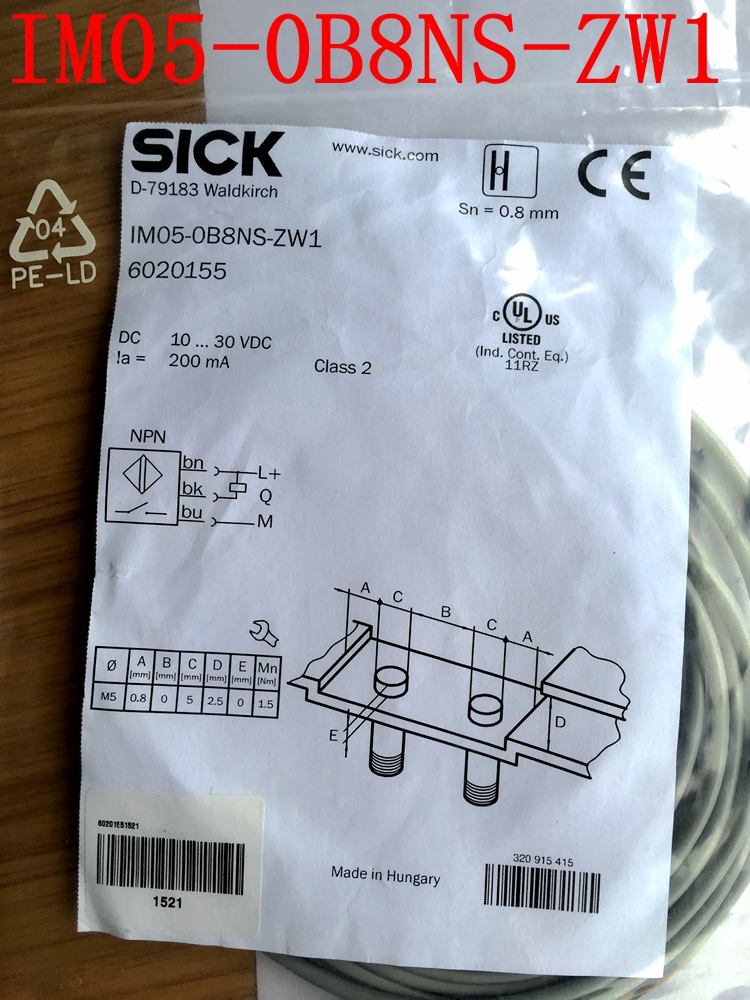 IM05-0B8NS-ZW1
SICK
www.sick.com
CE
D-79183 Waldkirch
Sn = 0.8 mm
04
PE-LD
IM05-0B8NS-ZW1
6020155
C UL US
LISTED
(Ind. Cont. Eq.)
11RZ
DC 10 ... 30 VDC
Ia = 200 mA
Class 2
NPN
bn L+
bk Q
bu M
A C B C A
D
E
Ø A [mm] B [mm] C [mm] D [mm] E [mm] Mn [Nm]
M5 0.8 0 5 2.5 0 1.5
60201551521
1521
Made in Hungary
320 915 415